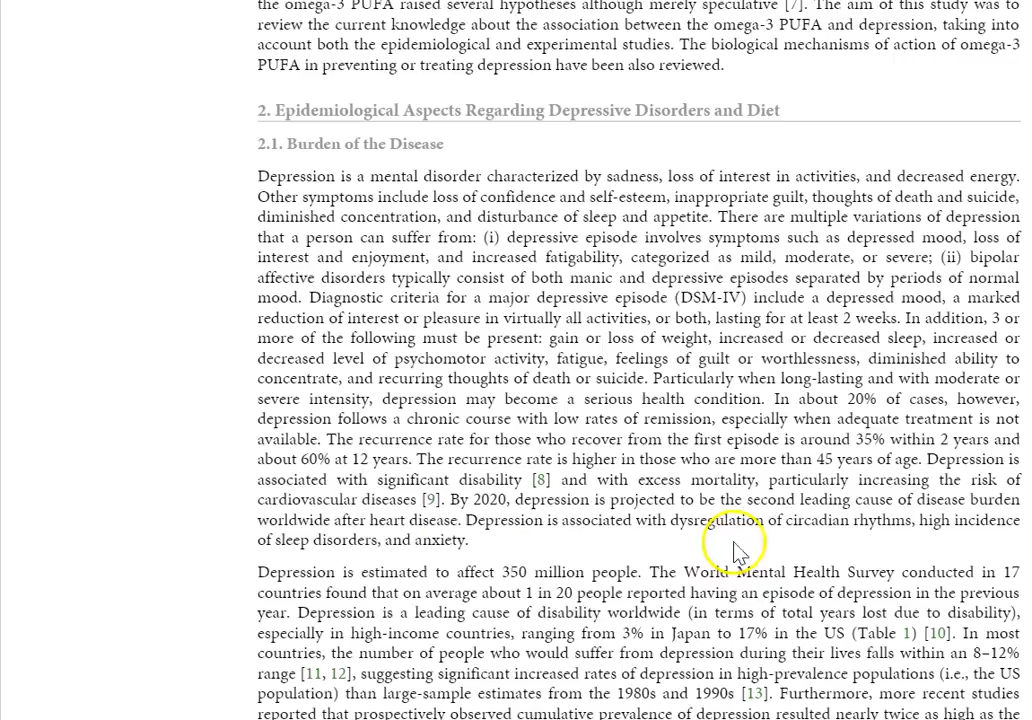 the omega-3 PUFA raised several hypotheses although merely speculative [7]. The aim of this study was to
review the current knowledge about the association between the omega-3 PUFA and depression, taking into
account both the epidemiological and experimental studies. The biological mechanisms of action of omega-3
PUFA in preventing or treating depression have been also reviewed.
2. Epidemiological Aspects Regarding Depressive Disorders and Diet
2.1. Burden of the Disease
Depression is a mental disorder characterized by sadness, loss of interest in activities, and decreased energy.
Other symptoms include loss of confidence and self-esteem, inappropriate guilt, thoughts of death and suicide,
diminished concentration, and disturbance of sleep and appetite. There are multiple variations of depression
that a person can suffer from: (i) depressive episode involves symptoms such as depressed mood, loss of
interest and enjoyment, and increased fatigability, categorized as mild, moderate, or severe; (ii) bipolar
affective disorders typically consist of both manic and depressive episodes separated by periods of normal
mood. Diagnostic criteria for a major depressive episode (DSM-IV) include a depressed mood, a marked
reduction of interest or pleasure in virtually all activities, or both, lasting for at least 2 weeks. In addition, 3 or
more of the following must be present: gain or loss of weight, increased or decreased sleep, increased or
decreased level of psychomotor activity, fatigue, feelings of guilt or worthlessness, diminished ability to
concentrate, and recurring thoughts of death or suicide. Particularly when long-lasting and with moderate or
severe intensity, depression may become a serious health condition. In about 20% of cases, however,
depression follows a chronic course with low rates of remission, especially when adequate treatment is not
available. The recurrence rate for those who recover from the first episode is around 35% within 2 years and
about 60% at 12 years. The recurrence rate is higher in those who are more than 45 years of age. Depression is
associated with significant disability [8] and with excess mortality, particularly increasing the risk of
cardiovascular diseases [9]. By 2020, depression is projected to be the second leading cause of disease burden
worldwide after heart disease. Depression is associated with dysregulation of circadian rhythms, high incidence
of sleep disorders, and anxiety.
Depression is estimated to affect 350 million people. The World Mental Health Survey conducted in 17
countries found that on average about 1 in 20 people reported having an episode of depression in the previous
year. Depression is a leading cause of disability worldwide (in terms of total years lost due to disability),
especially in high-income countries, ranging from 3% in Japan to 17% in the US (Table 1) [10]. In most
countries, the number of people who would suffer from depression during their lives falls within an 8–12%
range [11, 12], suggesting significant increased rates of depression in high-prevalence populations (i.e., the US
population) than large-sample estimates from the 1980s and 1990s [13]. Furthermore, more recent studies
reported that prospectively observed cumulative prevalence of depression resulted nearly twice as high as the